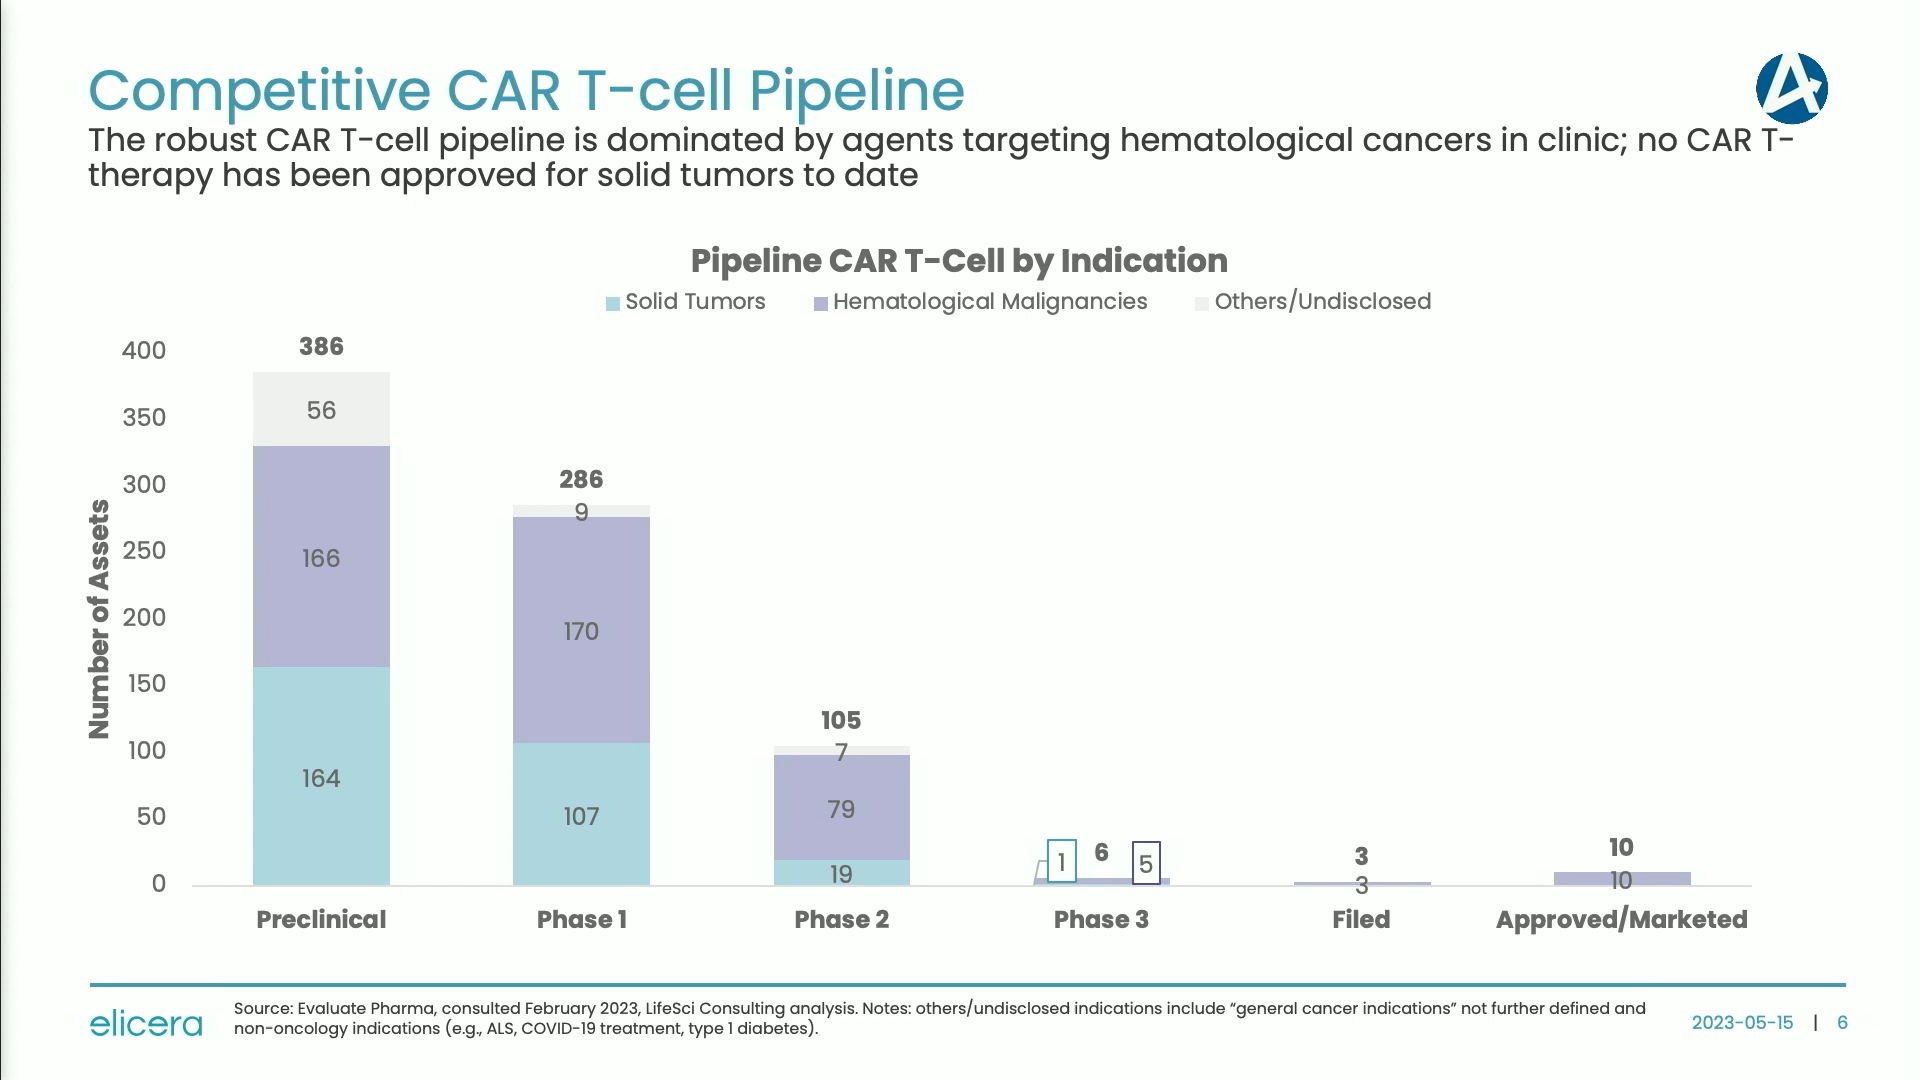 Competitive CAR T-cell Pipeline
The robust CAR T-cell pipeline is dominated by agents targeting hematological cancers in clinic; no CAR T-
therapy has been approved for solid tumors to date
Pipeline CAR T-Cell by Indication
Solid Tumors
Hematological Malignancies
Others/Undisclosed
Number of Assets
400
350
300
250
200
150
100
50
0
386
56
166
164
286
9
170
107
105
7
79
19
1
6
5
3
3
10
10
Preclinical
Phase 1
Phase 2
Phase 3
Filed
Approved/Marketed
elicera
Source: Evaluate Pharma, consulted February 2023, LifeSci Consulting analysis. Notes: others/undisclosed indications include “general cancer indications” not further defined and
non-oncology indications (e.g., ALS, COVID-19 treatment, type 1 diabetes).
2023-05-15 | 6